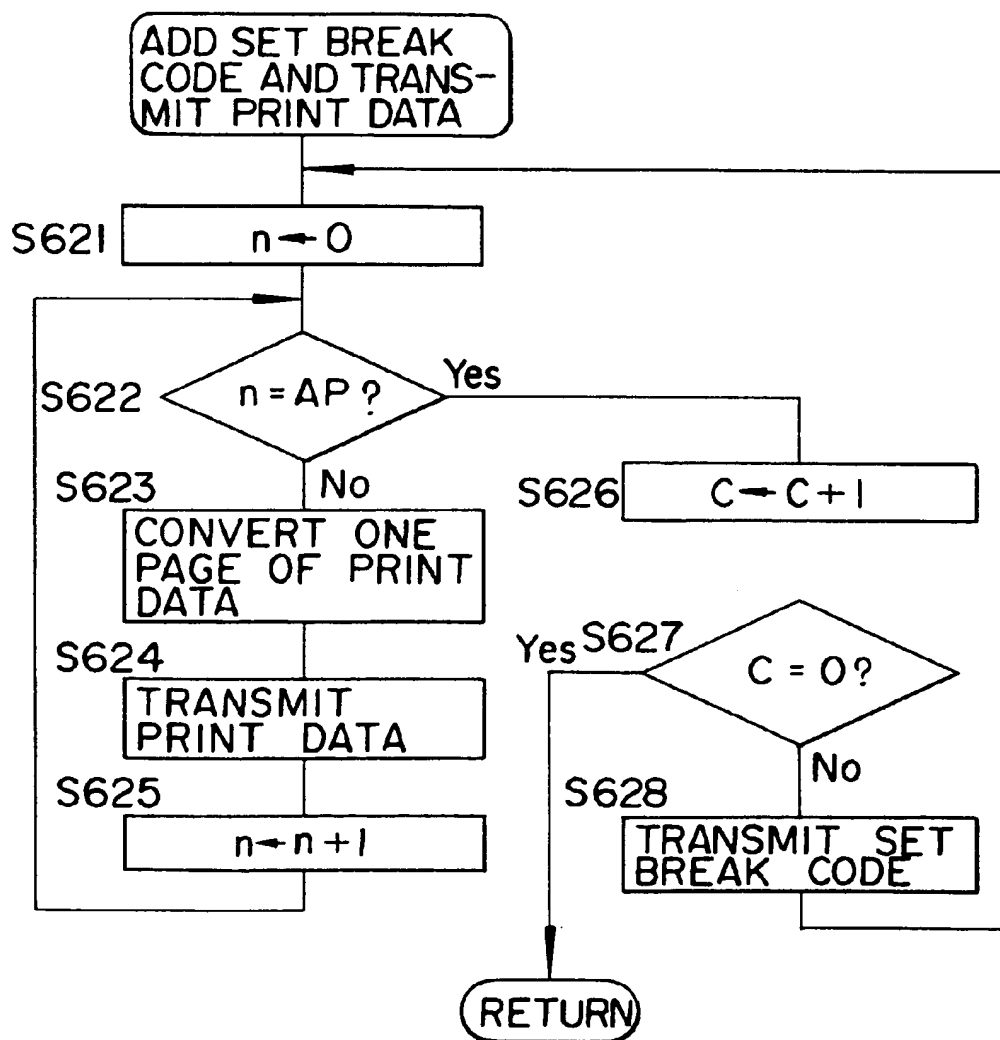 ADD SET BREAK
CODE AND TRANS-
MIT PRINT DATA
S621
n ← 0
S622
n = AP ?
Yes
No
S623
CONVERT ONE
PAGE OF PRINT
DATA
S624
TRANSMIT
PRINT DATA
S625
n ← n + 1
S626
C ← C + 1
S627
C = 0 ?
Yes
No
S628
TRANSMIT SET
BREAK CODE
RETURN